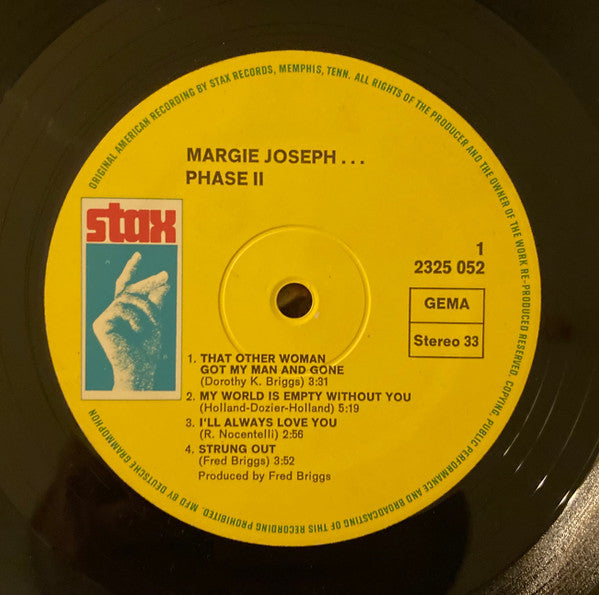 ORIGINAL AMERICAN RECORDING BY STAX RECORDS, MEMPHIS, TENN. ALL RIGHTS OF THE PRODUCER AND THE OWNER OF THE WORK RE-PRODUCED RESERVED. COPYING, PUBLIC PERFORMANCE AND BROADCASTING OF THIS RECORDING PROHIBITED. MFD BY DEUTSCHE GRAMMOPHON
MARGIE JOSEPH...
PHASE II
stax
1
2325 052
GEMA
Stereo 33
1. THAT OTHER WOMAN
GOT MY MAN AND GONE
(Dorothy K. Briggs) 3:31
2. MY WORLD IS EMPTY WITHOUT YOU
(Holland-Dozier-Holland) 5:19
3. I'LL ALWAYS LOVE YOU
(R. Nocentelli) 2:56
4. STRUNG OUT
(Fred Briggs) 3:52
Produced by Fred Briggs